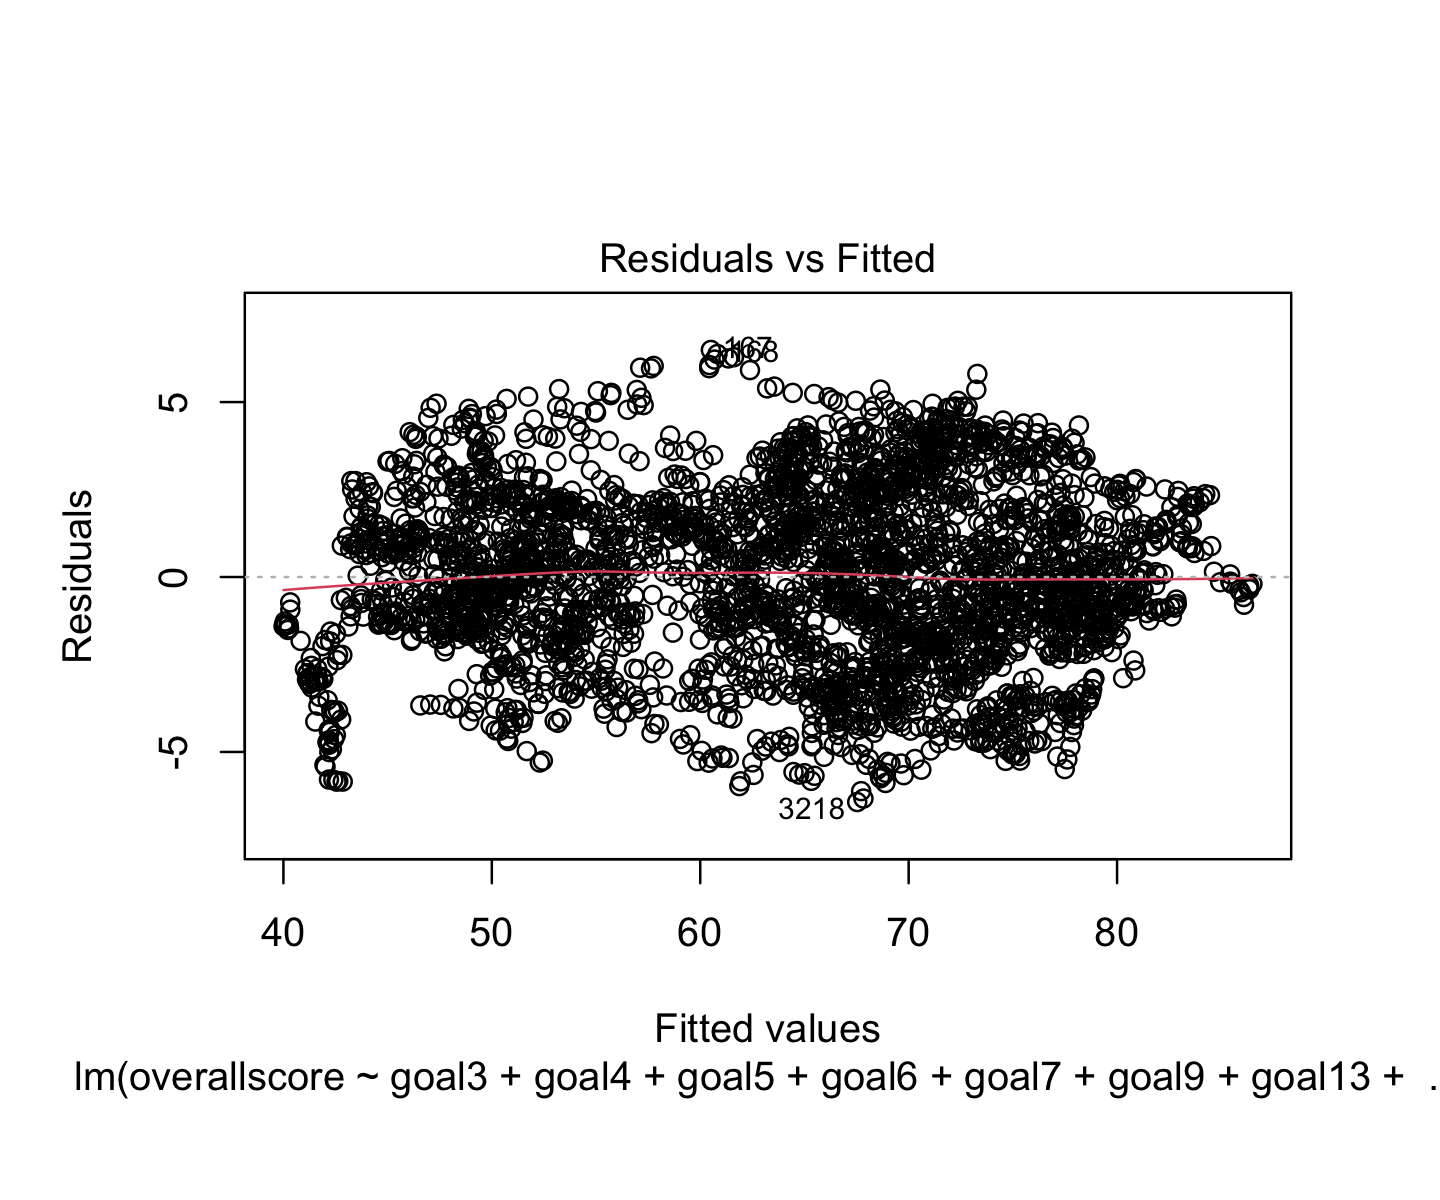 Residuals vs Fitted
168
3218
Residuals
5
0
-5
40 50 60 70 80
Fitted values
lm(overallscore ~ goal3 + goal4 + goal5 + goal6 + goal7 + goal9 + goal13 + .